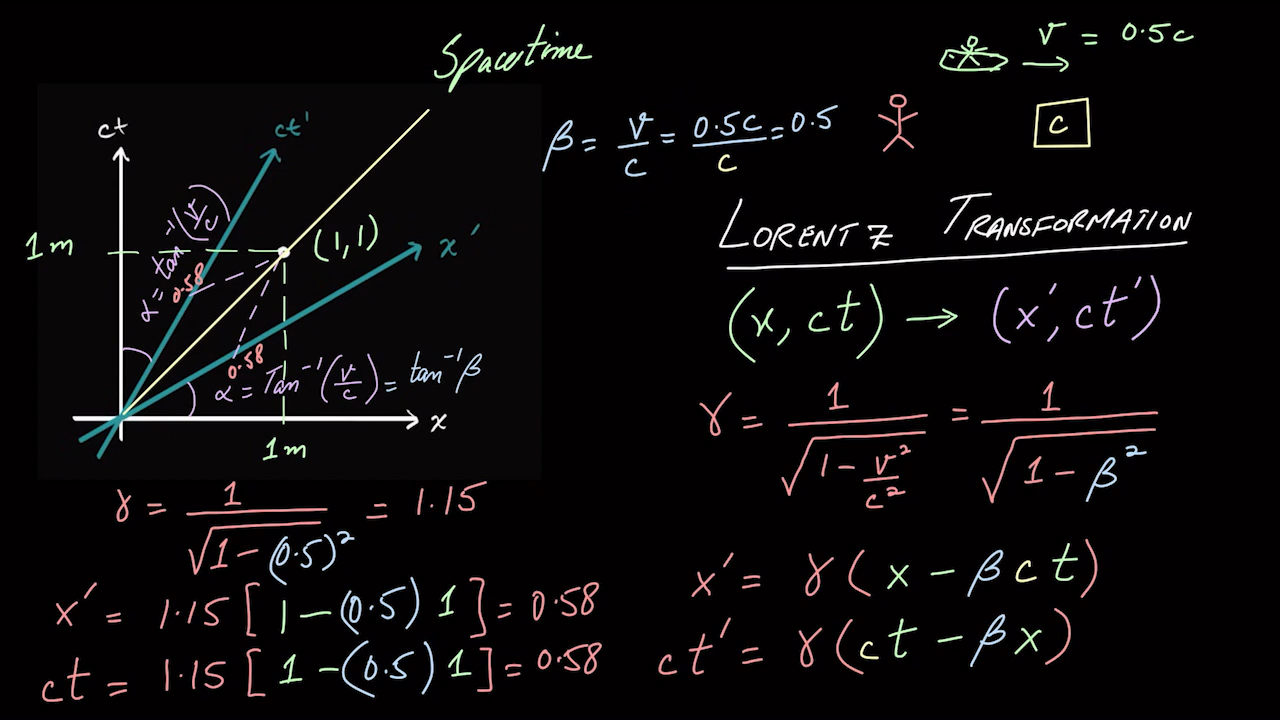 Spacetime
v = 0.5c
β = v/c = 0.5c/c = 0.5
C
LORENTZ TRANSFORMATION
(x, ct) → (x', ct')
γ = 1/√(1 - v²/c²) = 1/√(1 - β²)
x' = γ(x - βct)
ct' = γ(ct - βx)
ct
ct'
α = tan⁻¹(v/c)
1m
(1,1)
x'
0.58
0.58
α = Tan⁻¹(v/c) = tan⁻¹β
x
1m
γ = 1/√(1 - (0.5)²) = 1.15
x' = 1.15 [1 - (0.5) 1] = 0.58
ct = 1.15 [1 - (0.5) 1] = 0.58